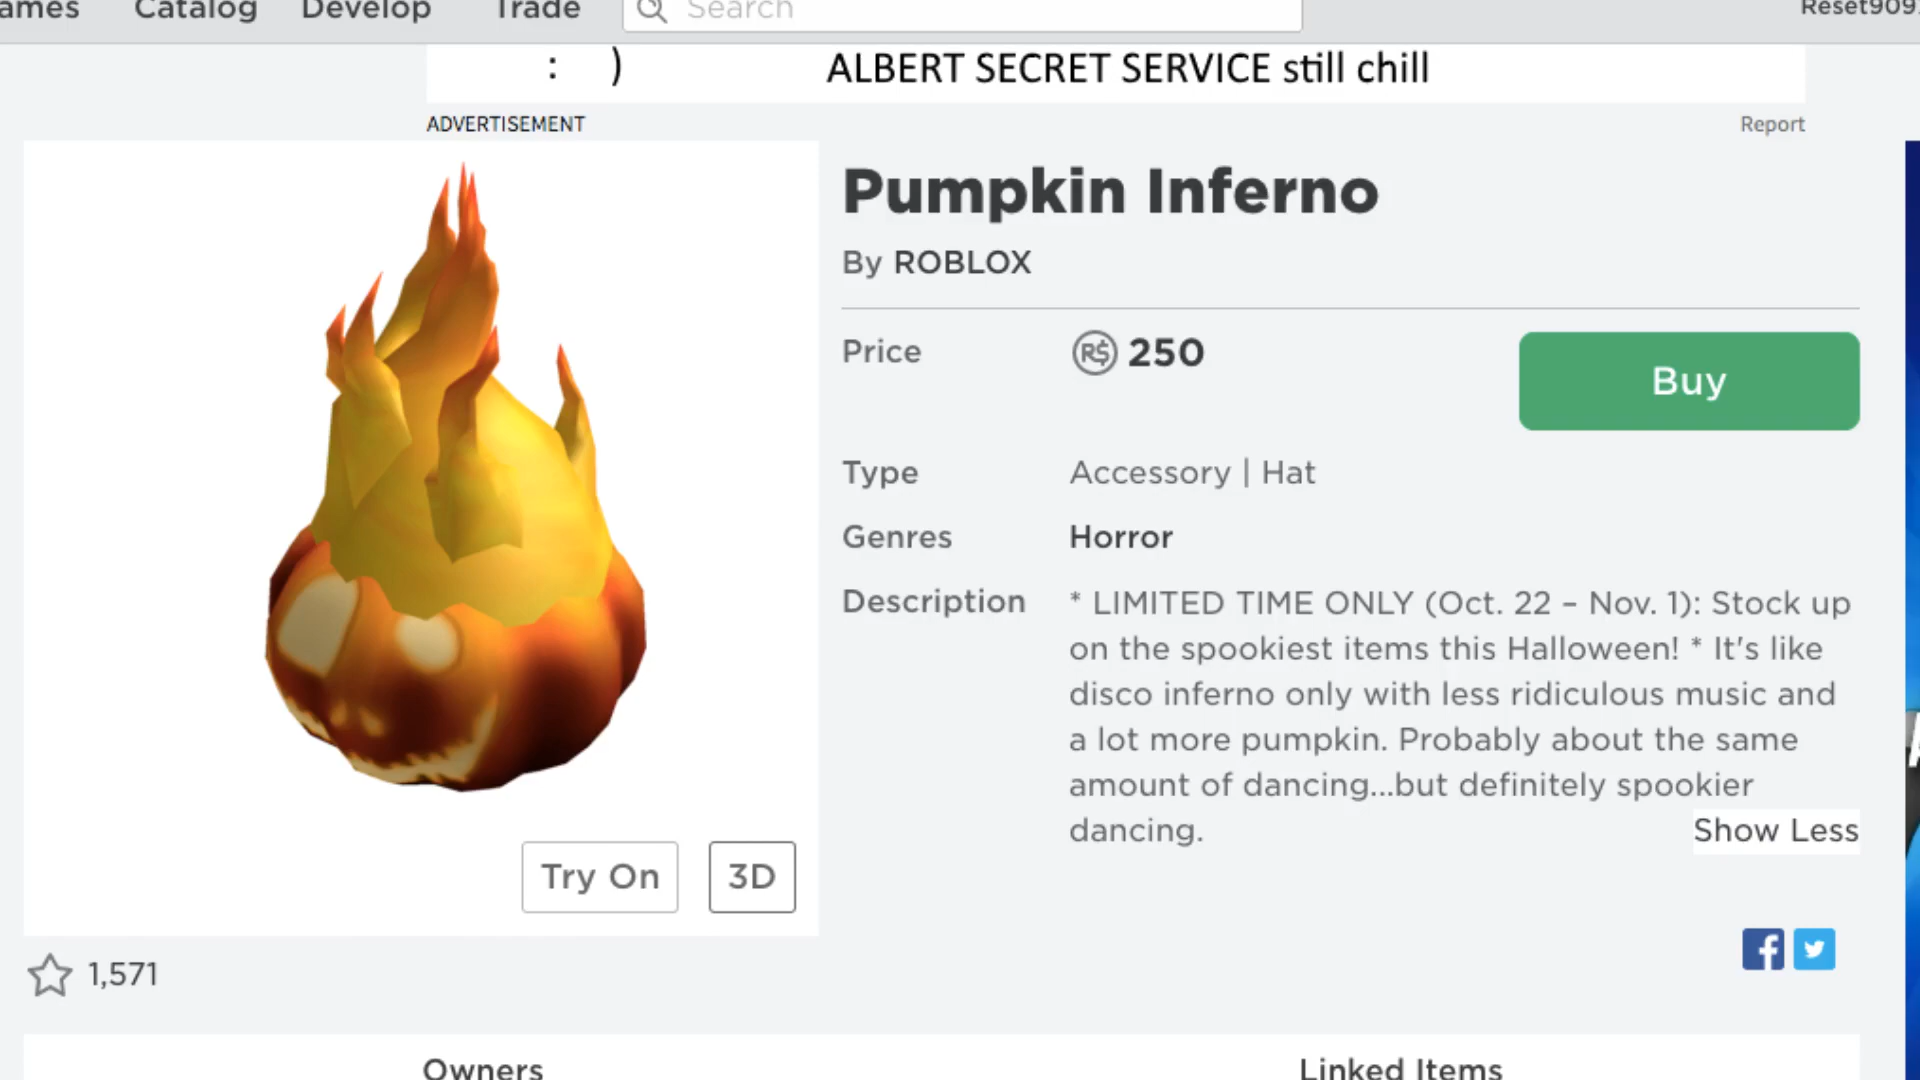 ames Catalog Develop Trade Search Reset909
: ) ALBERT SECRET SERVICE still chill
ADVERTISEMENT Report
Pumpkin Inferno
By ROBLOX
Price R$ 250 Buy
Type Accessory | Hat
Genres Horror
Description * LIMITED TIME ONLY (Oct. 22 – Nov. 1): Stock up
on the spookiest items this Halloween! * It's like
disco inferno only with less ridiculous music and
a lot more pumpkin. Probably about the same
amount of dancing...but definitely spookier
dancing. Show Less
Try On 3D
1,571
Owners Linked Items